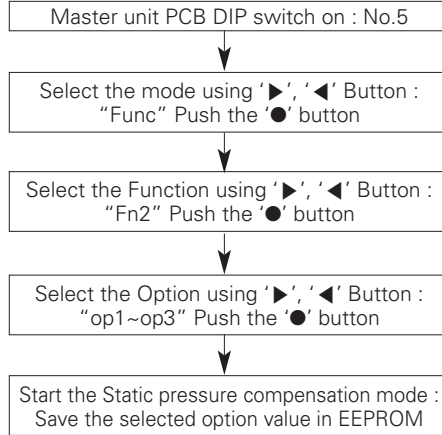 Master unit PCB DIP switch on : No.5
Select the mode using ‘▶’, ‘◀’ Button :
“Func” Push the ‘●’ button
Select the Function using ‘▶’, ‘◀’ Button :
“Fn2” Push the ‘●’ button
Select the Option using ‘▶’, ‘◀’ Button :
“op1~op3” Push the ‘●’ button
Start the Static pressure compensation mode :
Save the selected option value in EEPROM